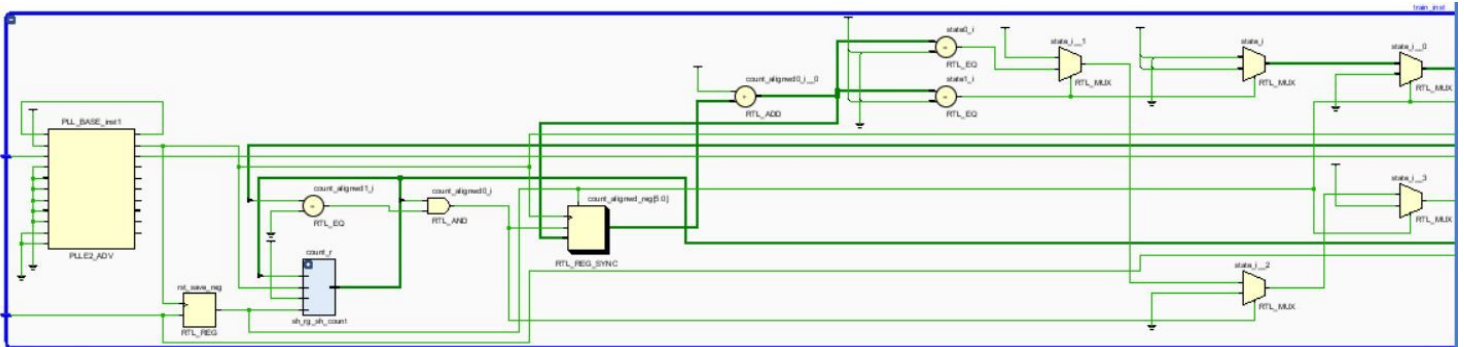 train_inst
state0_i
RTL_EQ
state_i__1
RTL_MUX
state_i
RTL_MUX
state_i__0
RTL_MUX
count_aligned0_i__0
RTL_ADD
state1_i
RTL_EQ
PLL_BASE_inst1
PLLE2_ADV
count_aligned1_i
RTL_EQ
count_aligned0_i
RTL_AND
count_aligned_reg[5:0]
RTL_REG_SYNC
state_i__3
RTL_MUX
count_r
sh_rg_sh_count
rst_save_reg
RTL_REG
state_i__2
RTL_MUX